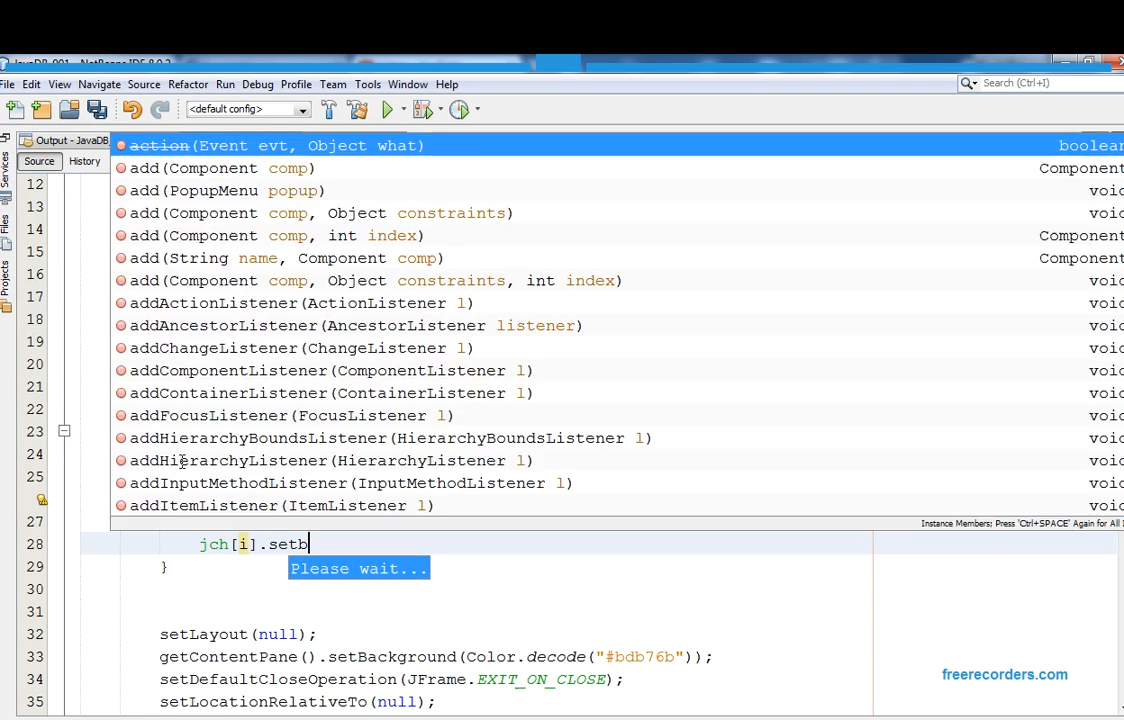 JavaDB_001 - NetBeans IDE 8.0.2
File Edit View Navigate Source Refactor Run Debug Profile Team Tools Window Help
Search (Ctrl+I)
<default config>
Output - JavaDB_
Source History
Services
Files
Projects
action(Event evt, Object what) boolean
12 add(Component comp) Component
13 add(PopupMenu popup) void
14 add(Component comp, Object constraints) void
15 add(Component comp, int index) Component
16 add(String name, Component comp) Component
add(Component comp, Object constraints, int index) void
17 addActionListener(ActionListener l) void
18 addAncestorListener(AncestorListener listener) void
19 addChangeListener(ChangeListener l) void
20 addComponentListener(ComponentListener l) void
21 addContainerListener(ContainerListener l) void
22 addFocusListener(FocusListener l) void
23 addHierarchyBoundsListener(HierarchyBoundsListener l) void
24 addHierarchyListener(HierarchyListener l) void
25 addInputMethodListener(InputMethodListener l) void
addItemListener(ItemListener l) void
27 Instance Members; Press 'Ctrl+SPACE' Again for All I
28 jch[i].setb
29 } Please wait...
30
31
32 setLayout(null);
33 getContentPane().setBackground(Color.decode("#bdb76b"));
34 setDefaultCloseOperation(JFrame.EXIT_ON_CLOSE);
35 setLocationRelativeTo(null);
freerecorders.com